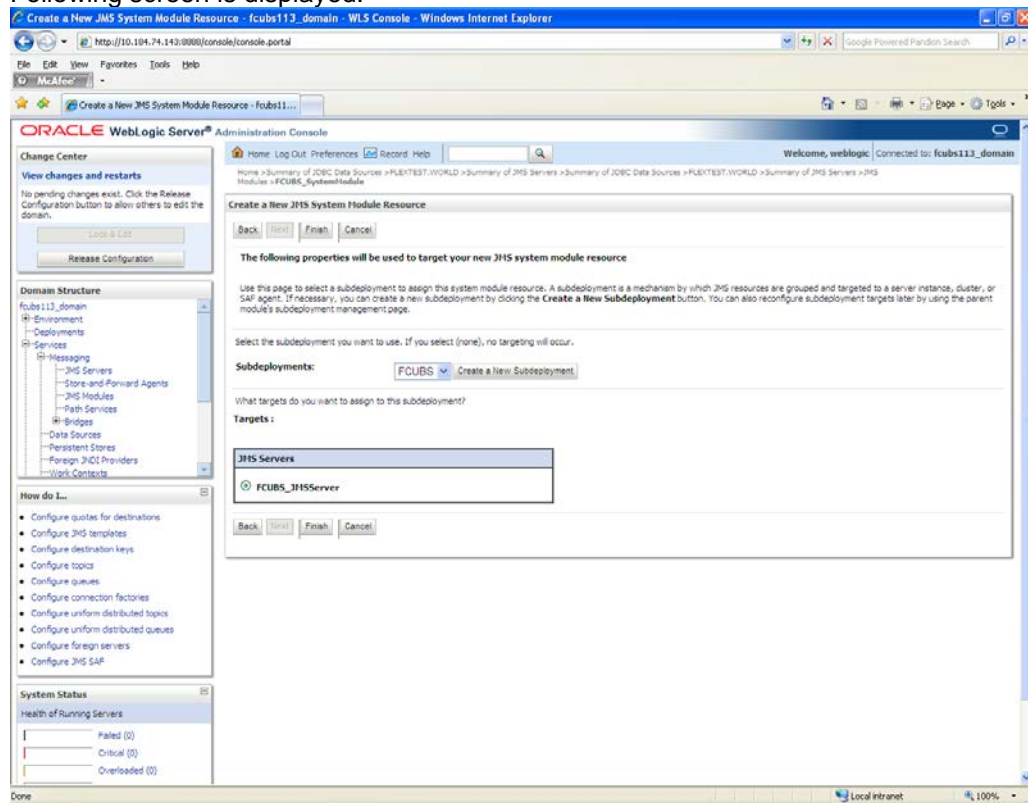 Following screen is displayed:
Create a New JMS System Module Resource - fcubs113_domain - WLS Console - Windows Internet Explorer
http://10.184.74.143:8888/console/console.portal
Google Powered Pandion Search
File Edit View Favorites Tools Help
McAfee
Create a New JMS System Module Resource - fcubs11...
Page Tools
ORACLE WebLogic Server® Administration Console
Change Center
View changes and restarts
No pending changes exist. Click the Release
Configuration button to allow others to edit the
domain.
Lock & Edit
Release Configuration
Domain Structure
fcubs113_domain
Environment
Deployments
Services
Messaging
JMS Servers
Store-and-Forward Agents
JMS Modules
Path Services
Bridges
Data Sources
Persistent Stores
Foreign JNDI Providers
Work Contexts
How do I...
Configure quotas for destinations
Configure JMS templates
Configure destination keys
Configure topics
Configure queues
Configure connection factories
Configure uniform distributed topics
Configure uniform distributed queues
Configure foreign servers
Configure JMS SAF
System Status
Health of Running Servers
Failed (0)
Critical (0)
Overloaded (0)
Home Log Out Preferences Record Help
Welcome, weblogic Connected to: fcubs113_domain
Home >Summary of JDBC Data Sources >FLEXTEST.WORLD >Summary of JMS Servers >Summary of JDBC Data Sources >FLEXTEST.WORLD >Summary of JMS Servers >JMS
Modules >FCUBS_SystemModule
Create a New JMS System Module Resource
Back Next Finish Cancel
The following properties will be used to target your new JMS system module resource
Use this page to select a subdeployment to assign this system module resource. A subdeployment is a mechanism by which JMS resources are grouped and targeted to a server instance, cluster, or
SAF agent. If necessary, you can create a new subdeployment by clicking the Create a New Subdeployment button. You can also reconfigure subdeployment targets later by using the parent
module's subdeployment management page.
Select the subdeployment you want to use. If you select (none), no targeting will occur.
Subdeployments: FCUBS Create a New Subdeployment
What targets do you want to assign to this subdeployment?
Targets :
JMS Servers
FCUBS_JMSServer
Back Next Finish Cancel
Done
Local intranet
100%